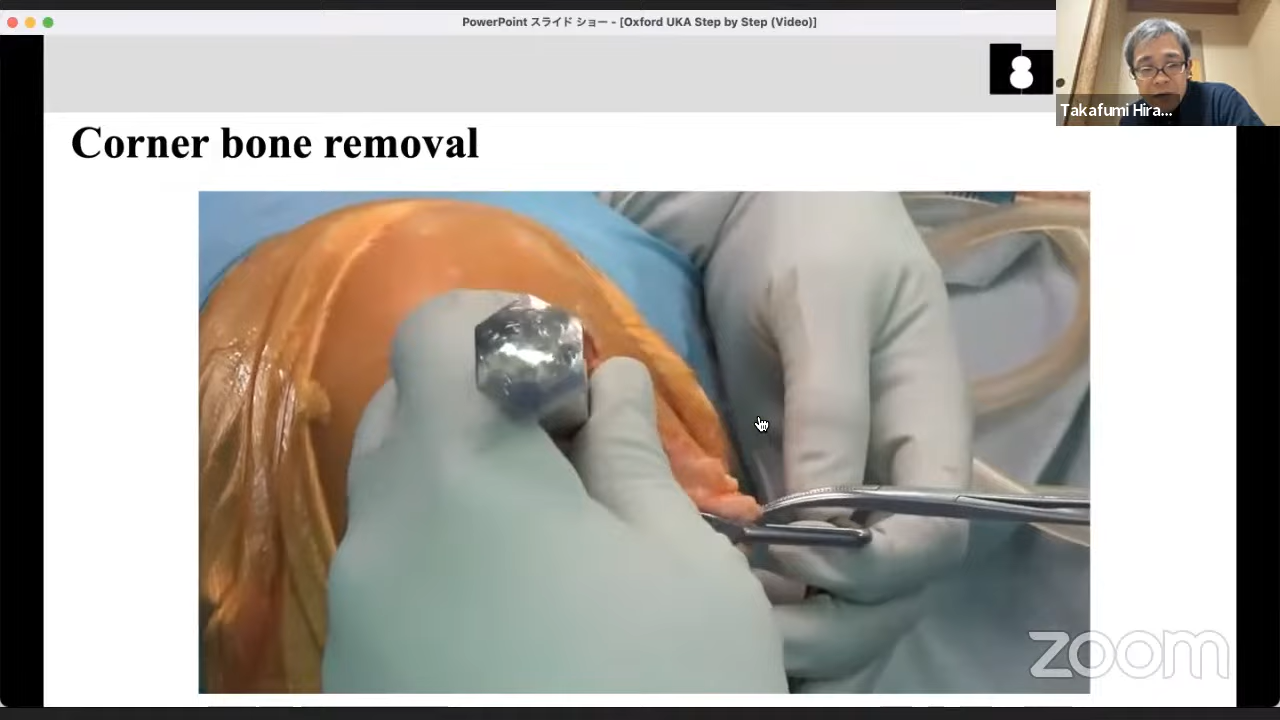 PowerPoint スライド ショー - [Oxford UKA Step by Step (Video)]
Takafumi Hira...
Corner bone removal
zoom